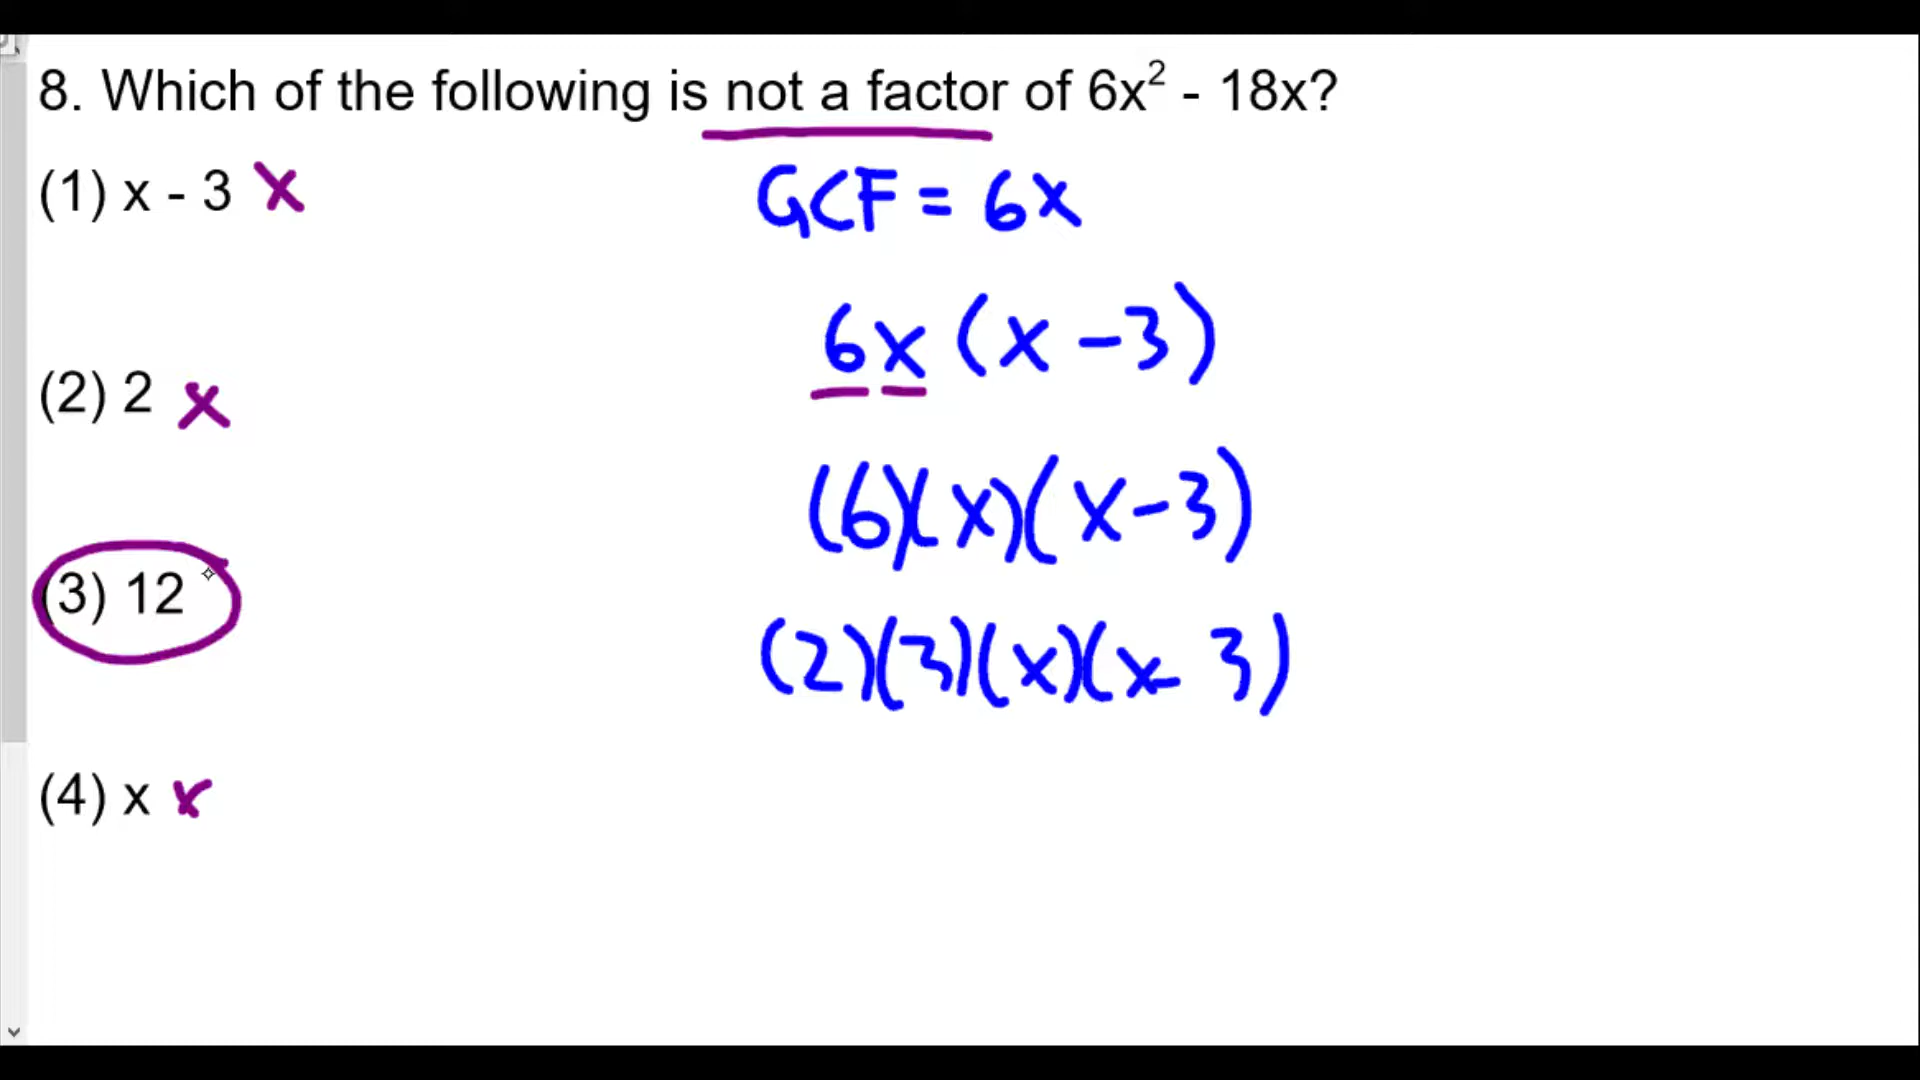 8. Which of the following is not a factor of 6x² - 18x?
(1) x - 3 x
GCF = 6x
6x (x - 3)
(2) 2 x
(6)(x)(x - 3)
(3) 12
(2)(3)(x)(x - 3)
(4) x x